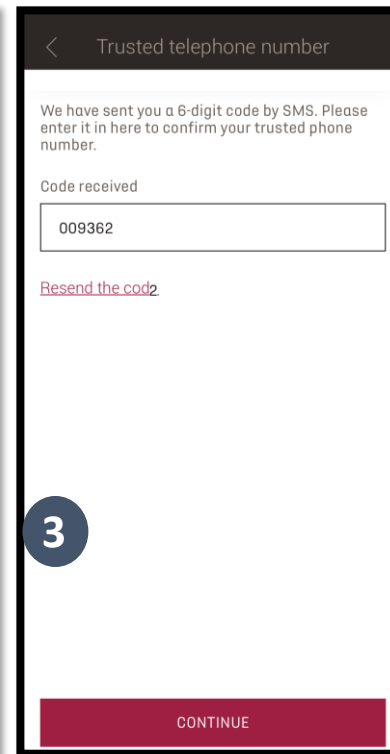 Trusted telephone number
We have sent you a 6-digit code by SMS. Please
enter it in here to confirm your trusted phone
number.
Code received
009362
Resend the cod2.
3
CONTINUE